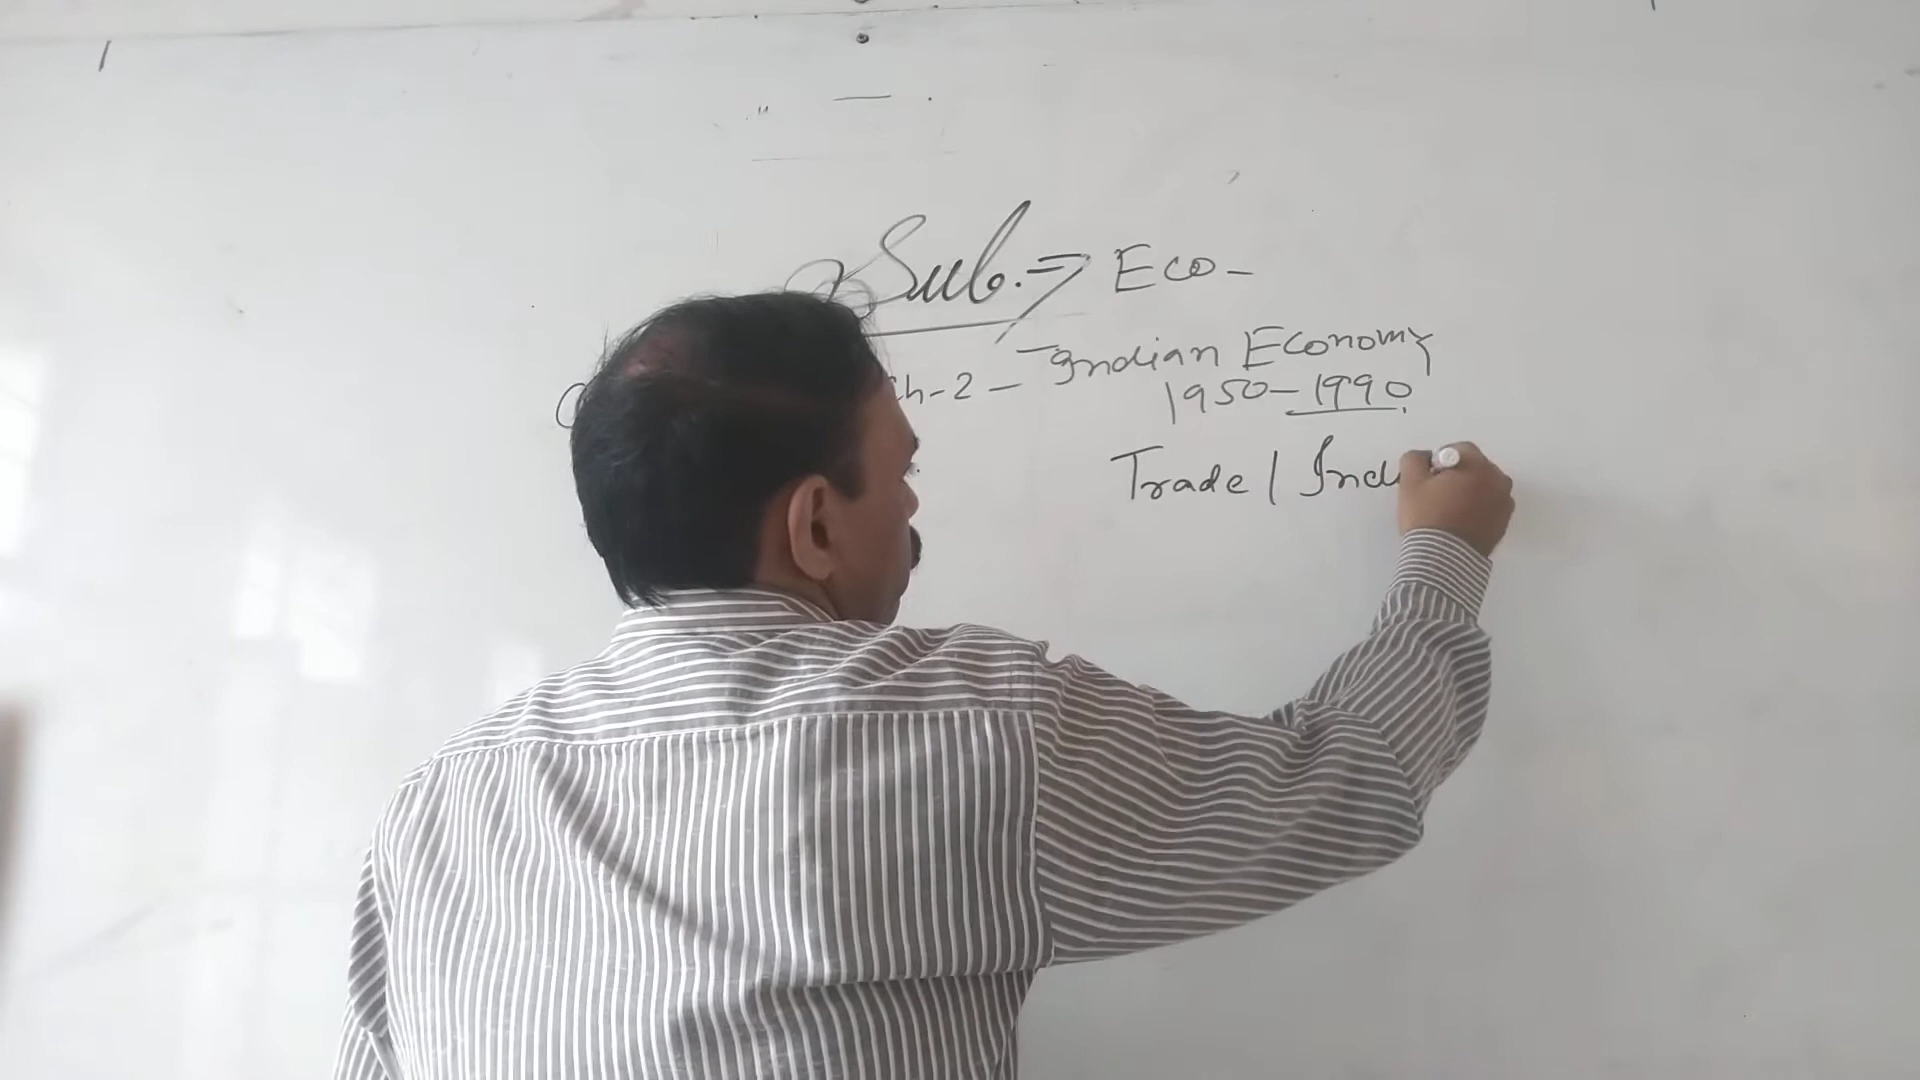 Sub. ⇒ Eco-
Ch-2 - Indian Economy
1950-1990
Trade / Ind